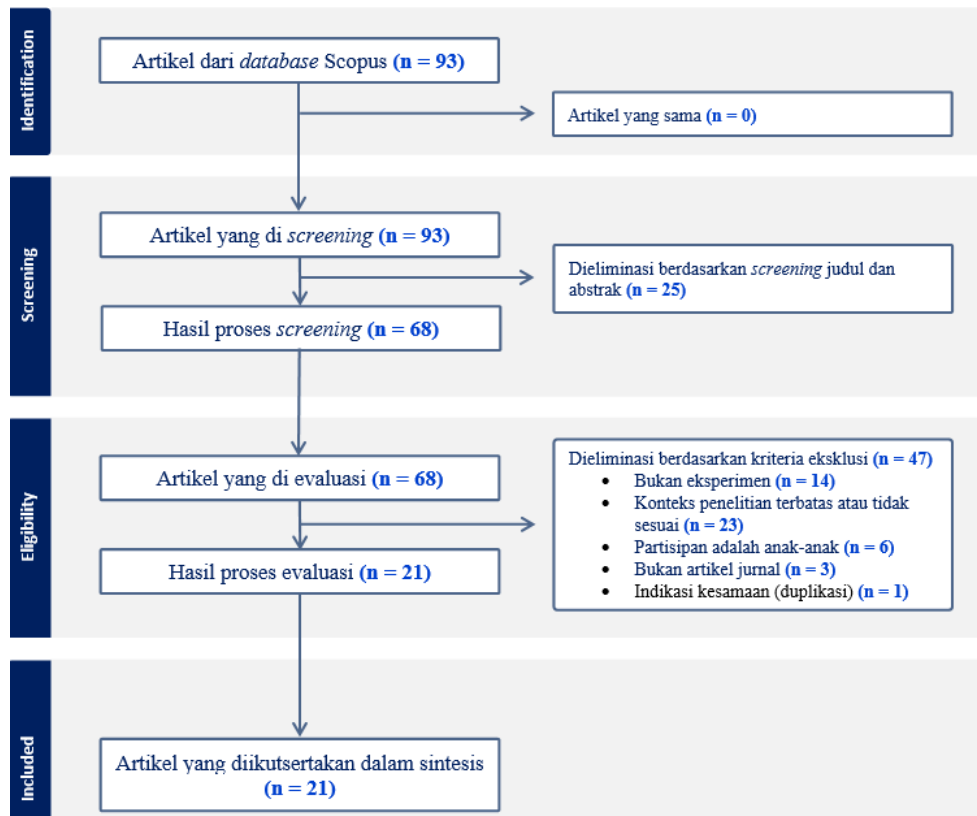 Identification
Artikel dari database Scopus (n = 93)
Artikel yang sama (n = 0)
Screening
Artikel yang di screening (n = 93)
Dieliminasi berdasarkan screening judul dan
abstrak (n = 25)
Hasil proses screening (n = 68)
Eligibility
Artikel yang di evaluasi (n = 68)
Hasil proses evaluasi (n = 21)
Dieliminasi berdasarkan kriteria eksklusi (n = 47)
• Bukan eksperimen (n = 14)
• Konteks penelitian terbatas atau tidak
sesuai (n = 23)
• Partisipan adalah anak-anak (n = 6)
• Bukan artikel jurnal (n = 3)
• Indikasi kesamaan (duplikasi) (n = 1)
Included
Artikel yang diikutsertakan dalam sintesis
(n = 21)